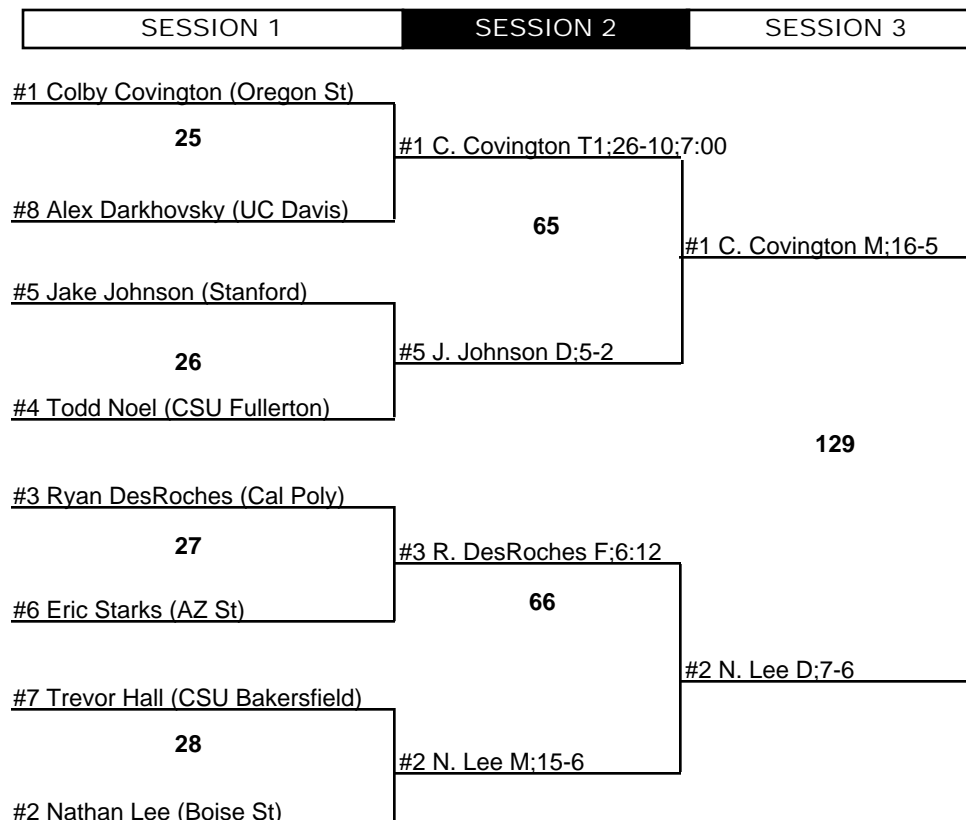 SESSION 1 SESSION 2 SESSION 3
#1 Colby Covington (Oregon St)
25
#1 C. Covington T1;26-10;7:00
#8 Alex Darkhovsky (UC Davis)
65
#1 C. Covington M;16-5
#5 Jake Johnson (Stanford)
26
#5 J. Johnson D;5-2
#4 Todd Noel (CSU Fullerton)
129
#3 Ryan DesRoches (Cal Poly)
27
#3 R. DesRoches F;6:12
#6 Eric Starks (AZ St)
66
#2 N. Lee D;7-6
#7 Trevor Hall (CSU Bakersfield)
28
#2 N. Lee M;15-6
#2 Nathan Lee (Boise St)